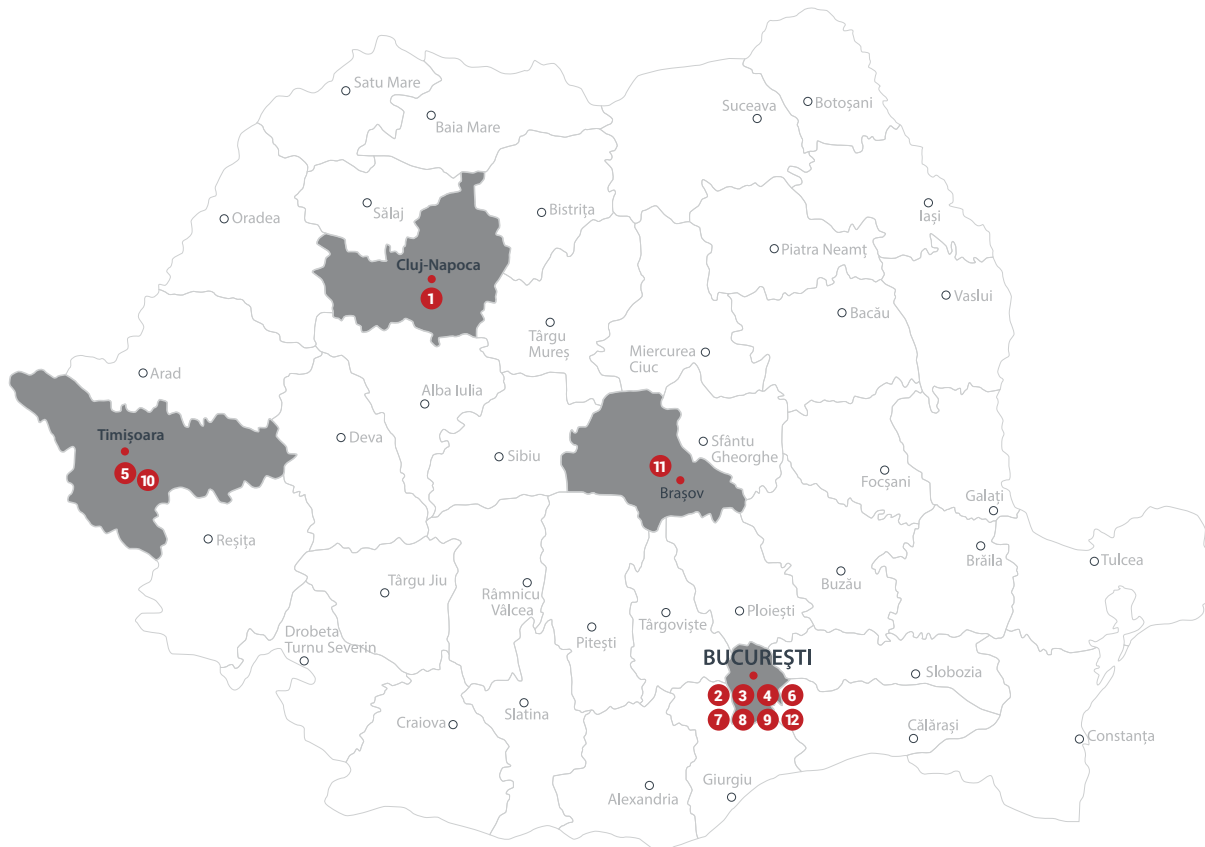 Satu Mare
Botoșani
Suceava
Baia Mare
Sălaj
Bistrița
Oradea
Iași
Piatra Neamț
Cluj-Napoca
1
Vaslui
Bacău
Târgu
Mureș
Miercurea
Ciuc
Arad
Alba Iulia
Timișoara
Deva
5
10
Sibiu
11
Brașov
Sfântu
Gheorghe
Focșani
Galați
Reșița
Brăila
Tulcea
Târgu Jiu
Râmnicu
Vâlcea
Buzău
Târgoviște
Ploiești
Pitești
Drobeta
Turnu Severin
BUCUREŞTI
2 3 4 6
7 8 9 12
Slobozia
Slatina
Craiova
Călărași
Constanța
Giurgiu
Alexandria